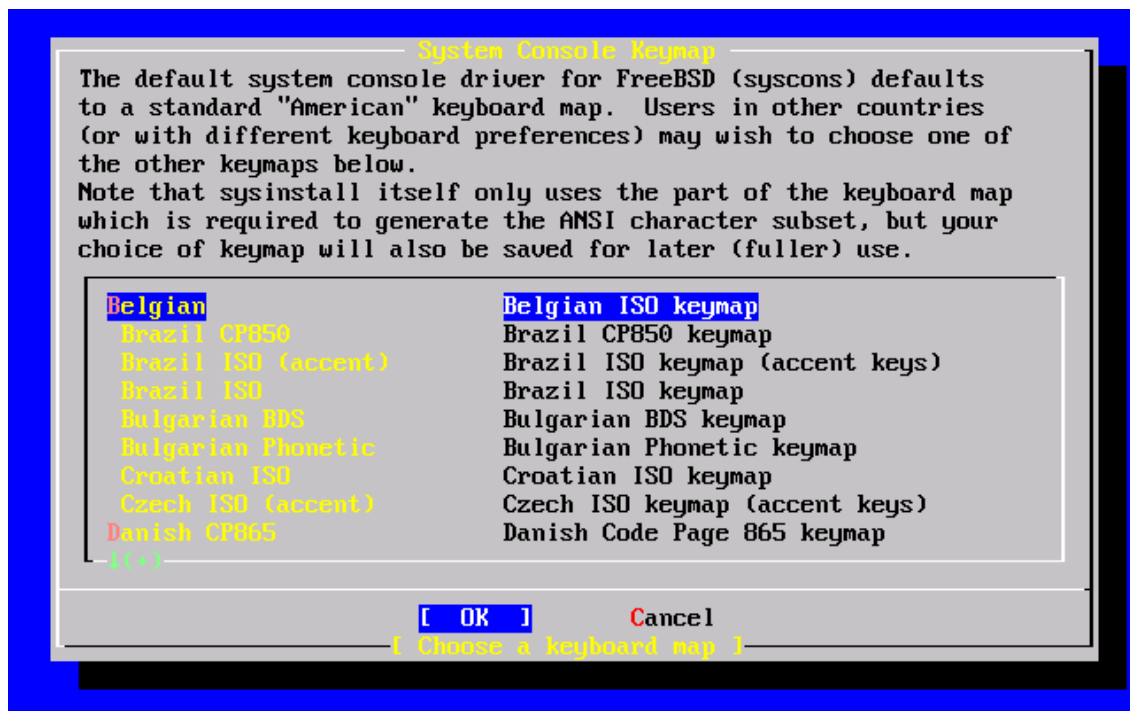 System Console Keymap
The default system console driver for FreeBSD (syscons) defaults
to a standard "American" keyboard map.  Users in other countries
(or with different keyboard preferences) may wish to choose one of
the other keymaps below.
Note that sysinstall itself only uses the part of the keyboard map
which is required to generate the ANSI character subset, but your
choice of keymap will also be saved for later (fuller) use.
Belgian Belgian ISO keymap
Brazil CP850 Brazil CP850 keymap
Brazil ISO (accent) Brazil ISO keymap (accent keys)
Brazil ISO Brazil ISO keymap
Bulgarian BDS Bulgarian BDS keymap
Bulgarian Phonetic Bulgarian Phonetic keymap
Croatian ISO Croatian ISO keymap
Czech ISO (accent) Czech ISO keymap (accent keys)
Danish CP865 Danish Code Page 865 keymap
↓(+)
[ OK ] Cancel
[ Choose a keyboard map ]